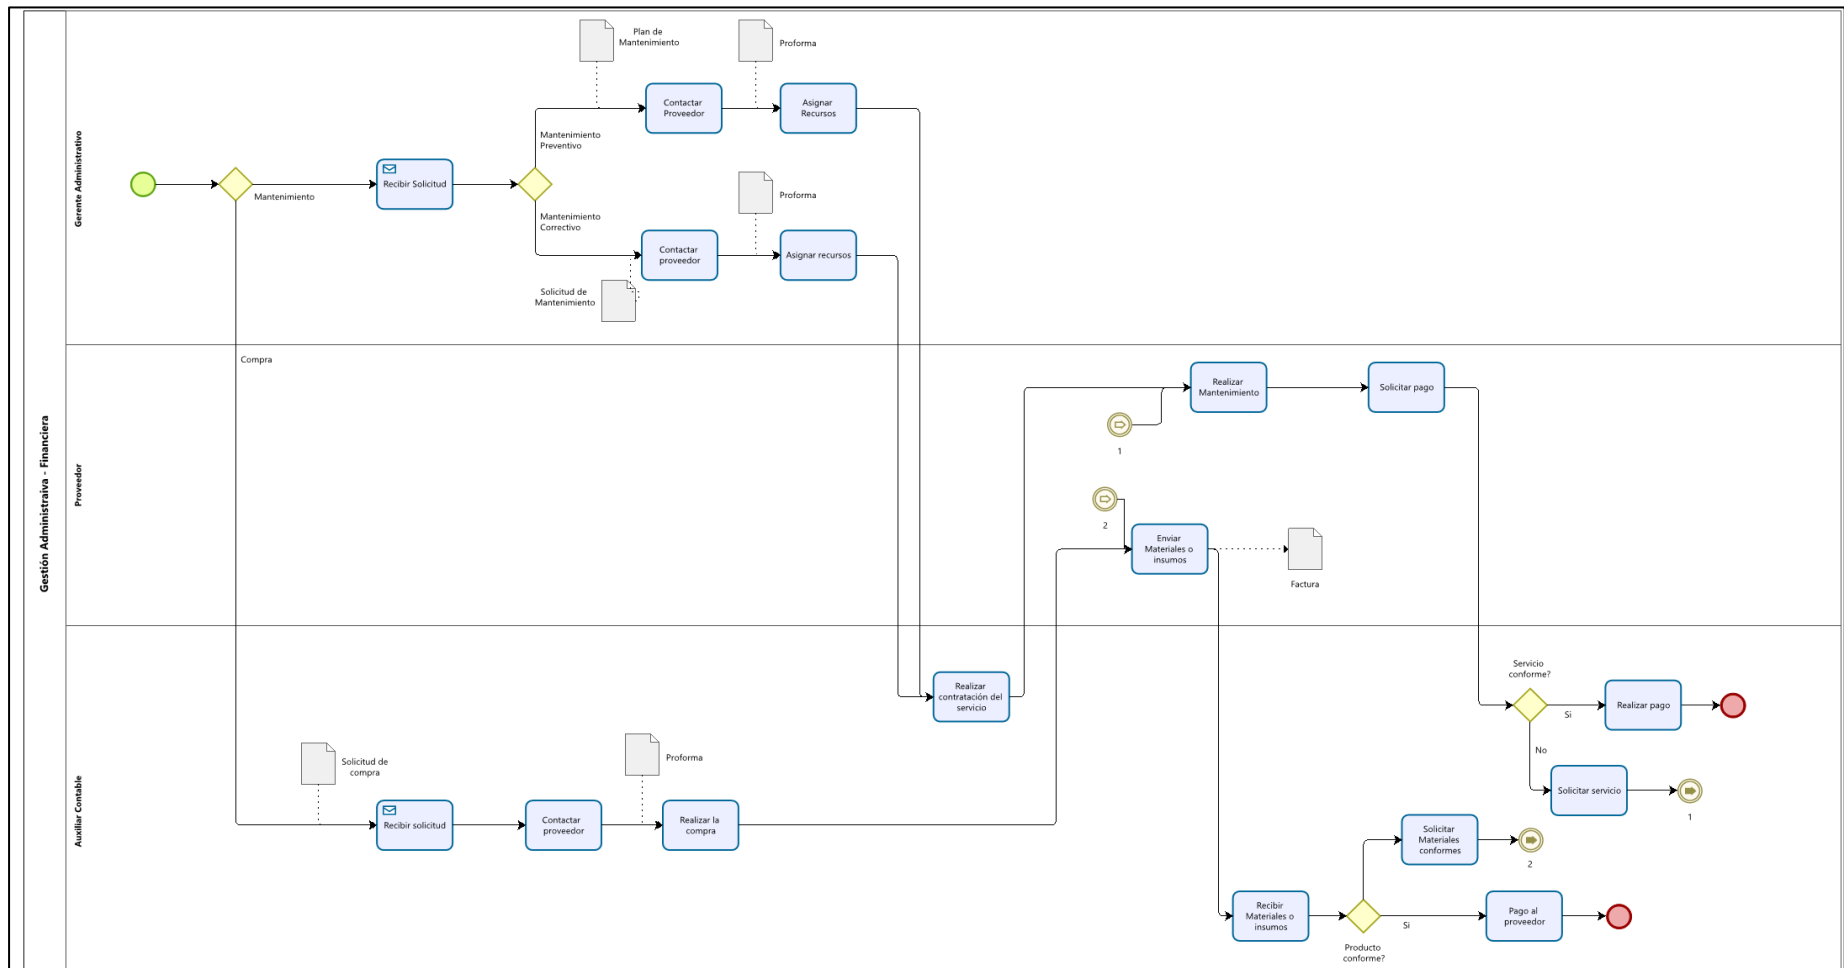 Gestión Administraiva - Financiera
Gerente Administrativo
Plan de
Mantenimiento
Proforma
Contactar
Proveedor
Asignar
Recursos
Mantenimiento
Preventivo
Recibir Solicitud
Mantenimiento
Proforma
Mantenimiento
Correctivo
Contactar
proveedor
Asignar recursos
Solicitud de
Mantenimiento
Proveedor
Compra
Realizar
Mantenimiento
Solicitar pago
1
2
Enviar
Materiales o
insumos
Factura
Auxiliar Contable
Realizar
contratación del
servicio
Servicio
conforme?
Si
Realizar pago
No
Solicitar servicio
1
Solicitud de
compra
Proforma
Recibir solicitud
Contactar
proveedor
Realizar la
compra
Solicitar
Materiales
conformes
2
Recibir
Materiales o
insumos
Producto
conforme?
Si
Pago al
proveedor